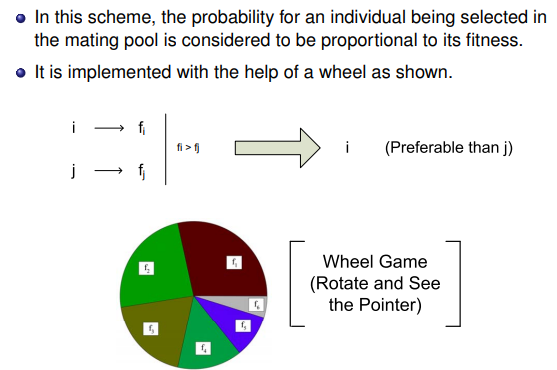 In this scheme, the probability for an individual being selected in
the mating pool is considered to be proportional to its fitness.
It is implemented with the help of a wheel as shown.
i ⟶ fi
fi > fj
i (Preferable than j)
j ⟶ fj
f1
f2
f3
f4
f5
f6
Wheel Game
(Rotate and See
the Pointer)